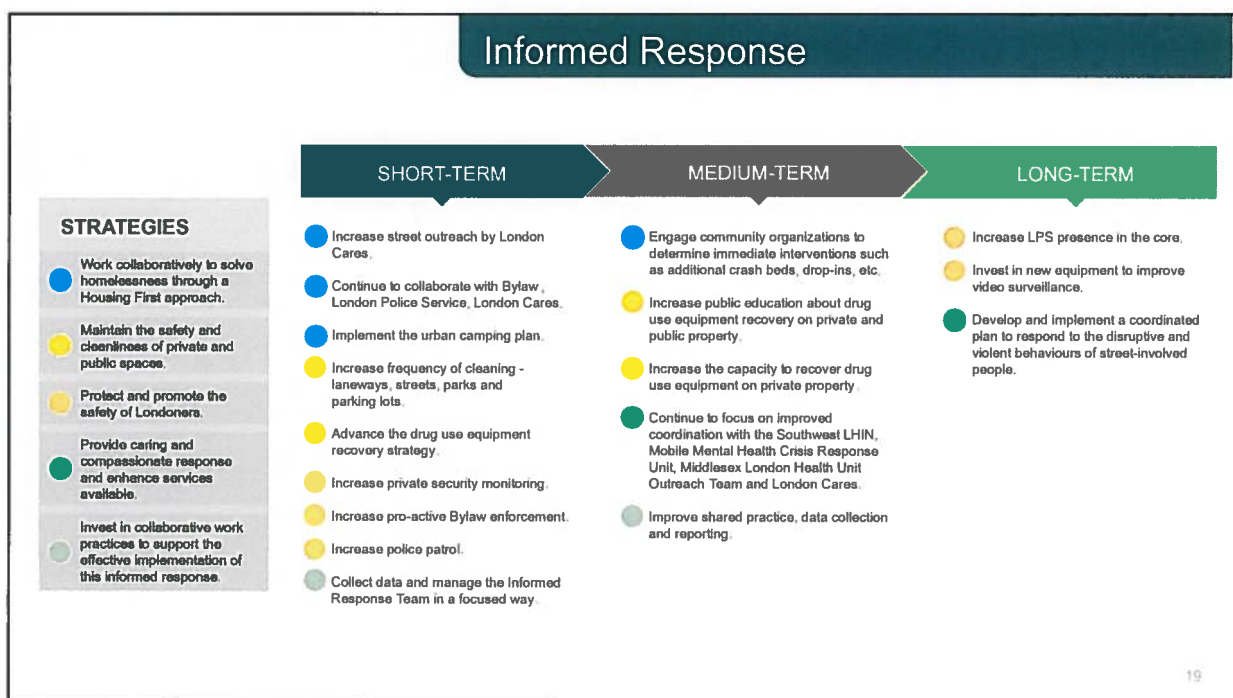 Informed Response
SHORT-TERM
MEDIUM-TERM
LONG-TERM
STRATEGIES
Work collaboratively to solve
homelessness through a
Housing First approach.
Maintain the safety and
cleanliness of private and
public spaces.
Protect and promote the
safety of Londoners.
Provide caring and
compassionate response
and enhance services
available.
Invest in collaborative work
practices to support the
effective implementation of
this informed response.
Increase street outreach by London
Cares.
Continue to collaborate with Bylaw,
London Police Service, London Cares.
Implement the urban camping plan.
Increase frequency of cleaning -
laneways, streets, parks and
parking lots.
Advance the drug use equipment
recovery strategy.
Increase private security monitoring.
Increase pro-active Bylaw enforcement.
Increase police patrol.
Collect data and manage the Informed
Response Team in a focused way.
Engage community organizations to
determine immediate interventions such
as additional crash beds, drop-ins, etc.
Increase public education about drug
use equipment recovery on private and
public property.
Increase the capacity to recover drug
use equipment on private property.
Continue to focus on improved
coordination with the Southwest LHIN,
Mobile Mental Health Crisis Response
Unit, Middlesex London Health Unit
Outreach Team and London Cares.
Improve shared practice, data collection
and reporting.
Increase LPS presence in the core.
Invest in new equipment to improve
video surveillance.
Develop and implement a coordinated
plan to respond to the disruptive and
violent behaviours of street-involved
people.
19